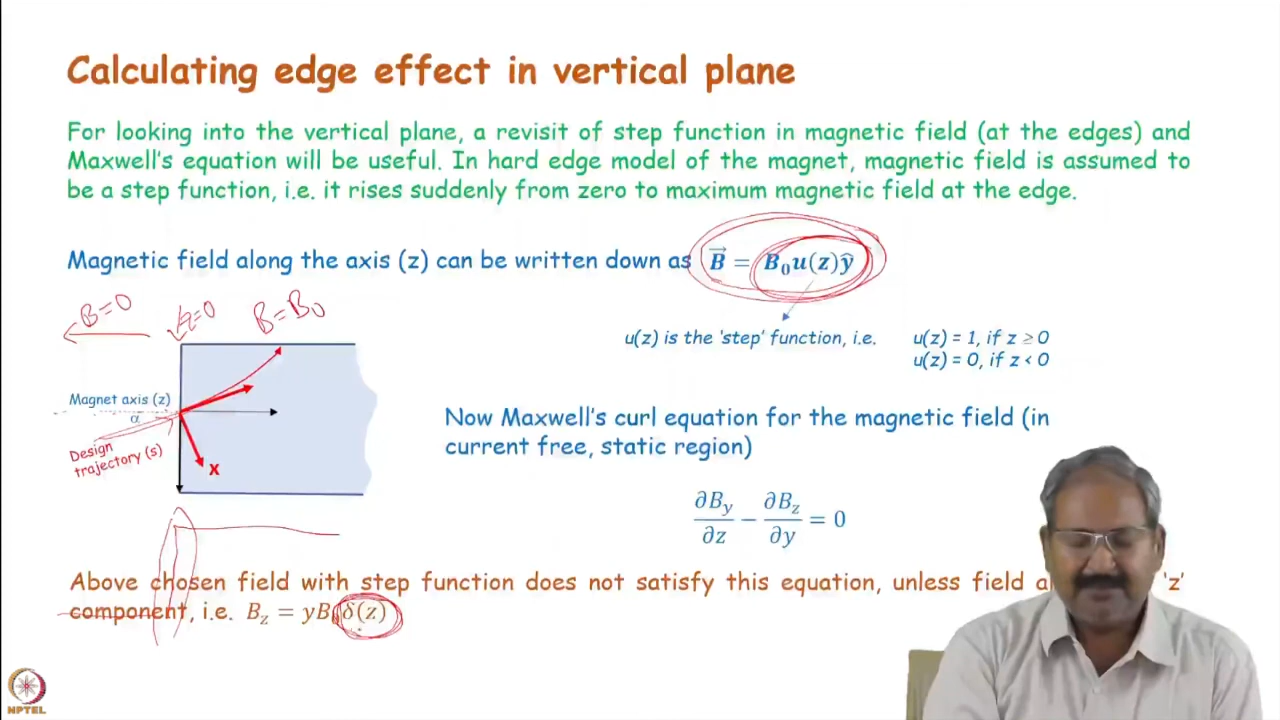 Calculating edge effect in vertical plane
For looking into the vertical plane, a revisit of step function in magnetic field (at the edges) and
Maxwell's equation will be useful. In hard edge model of the magnet, magnetic field is assumed to
be a step function, i.e. it rises suddenly from zero to maximum magnetic field at the edge.
Magnetic field along the axis (z) can be written down as B⃗ = B₀u(z)ŷ
B=0
z=0
B=B₀
u(z) is the 'step' function, i.e. u(z) = 1, if z ≥ 0
u(z) = 0, if z < 0
Magnet axis (z)
α
Design
trajectory (s)
x
Now Maxwell's curl equation for the magnetic field (in
current free, static region)
∂B_y/∂z − ∂B_z/∂y = 0
Above chosen field with step function does not satisfy this equation, unless field 'z'
component, i.e. B_z = yB₀δ(z)
NPTEL